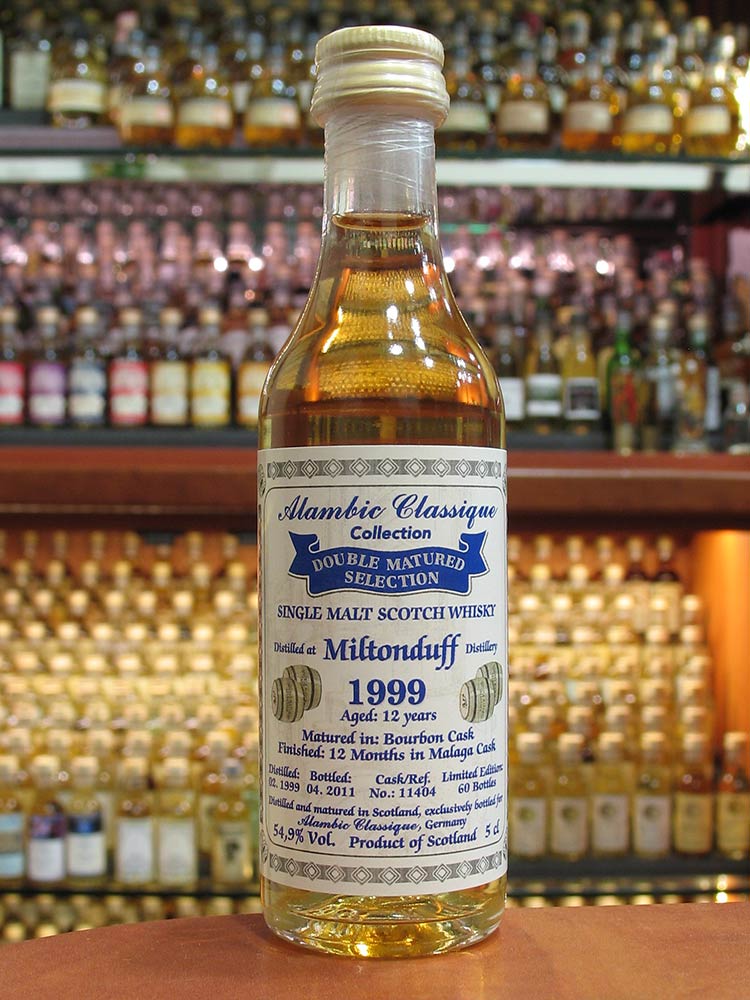 Alambic Classique
Collection
DOUBLE MATURED
SELECTION
SINGLE MALT SCOTCH WHISKY
Distilled at Miltonduff Distillery
1999
Aged: 12 years
Matured in: Bourbon Cask
Finished: 12 Months in Malaga Cask
Distilled: Bottled: Cask/Ref. Limited Edition:
02. 1999 04. 2011 No.: 11404 60 Bottles
Distilled and matured in Scotland, exclusively bottled for
Alambic Classique, Germany
54,9% Vol. Product of Scotland 5 cl